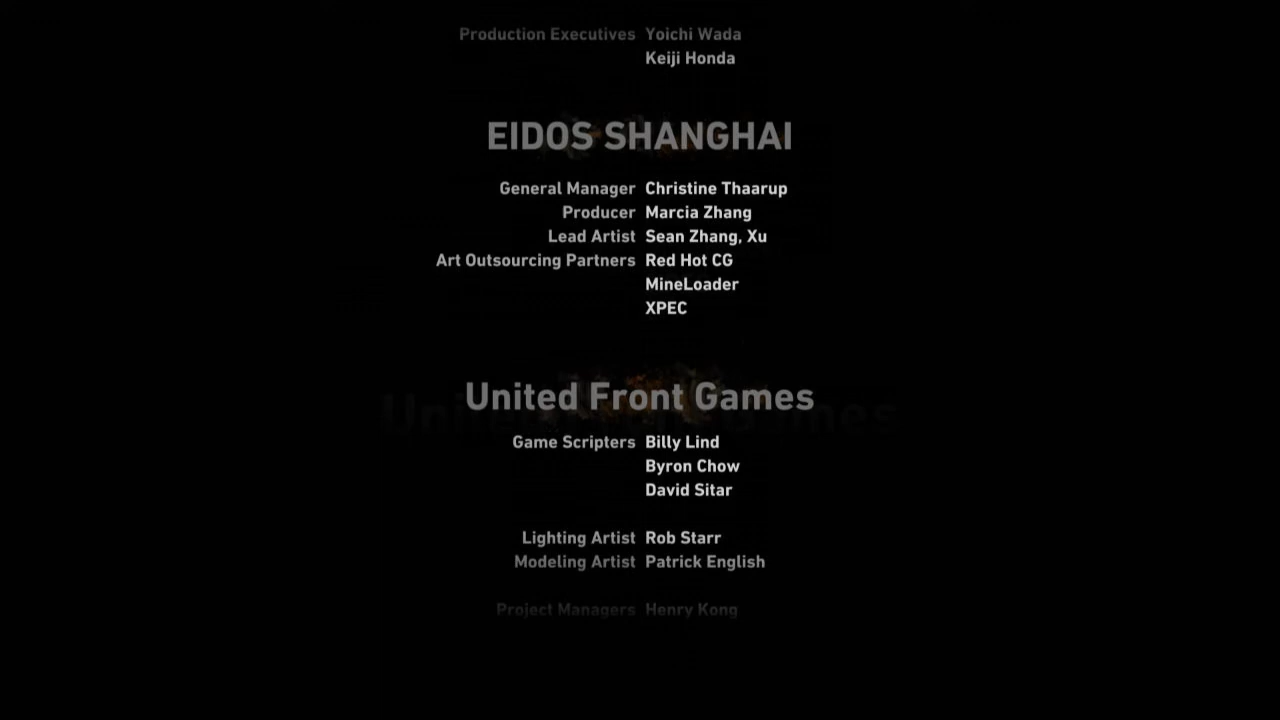 Production Executives Yoichi Wada
Keiji Honda
EIDOS SHANGHAI
General Manager Christine Thaarup
Producer Marcia Zhang
Lead Artist Sean Zhang, Xu
Art Outsourcing Partners Red Hot CG
MineLoader
XPEC
United Front Games
Game Scripters Billy Lind
Byron Chow
David Sitar
Lighting Artist Rob Starr
Modeling Artist Patrick English
Project Managers Henry Kong